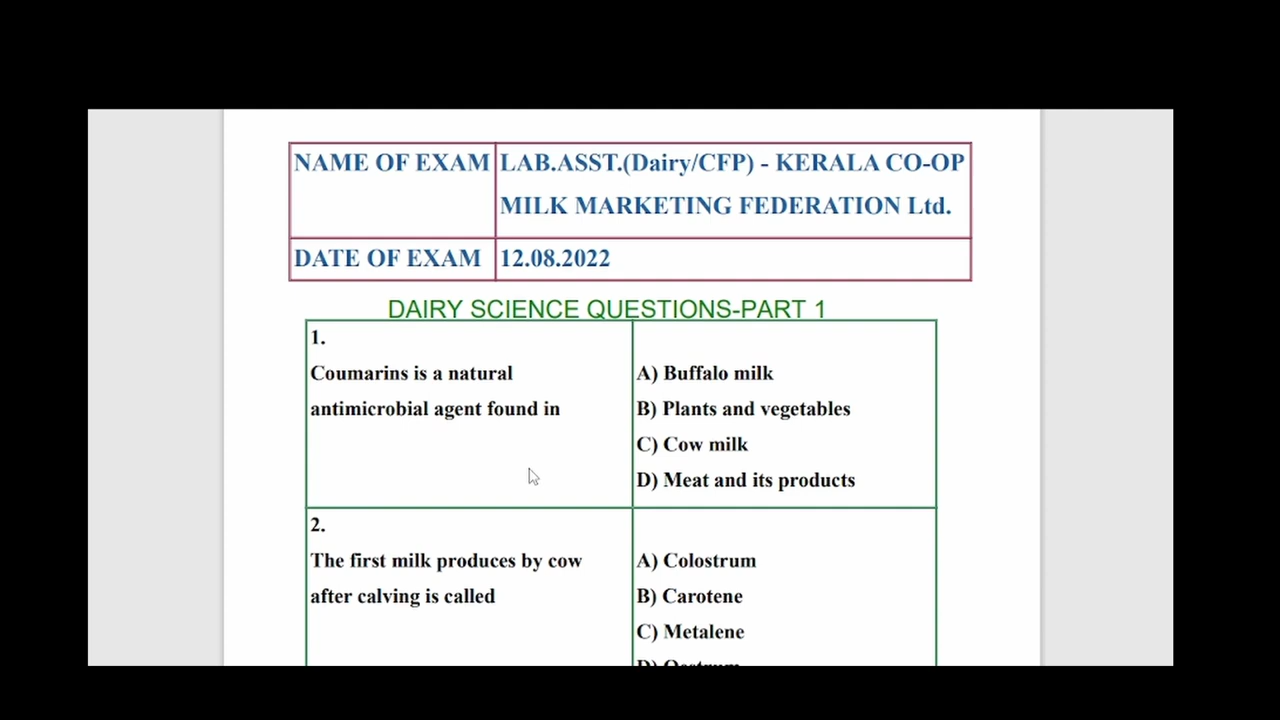 NAME OF EXAM LAB.ASST.(Dairy/CFP) - KERALA CO-OP
MILK MARKETING FEDERATION Ltd.
DATE OF EXAM 12.08.2022
DAIRY SCIENCE QUESTIONS-PART 1
1.
Coumarins is a natural
antimicrobial agent found in
A) Buffalo milk
B) Plants and vegetables
C) Cow milk
D) Meat and its products
2.
The first milk produces by cow
after calving is called
A) Colostrum
B) Carotene
C) Metalene
D)